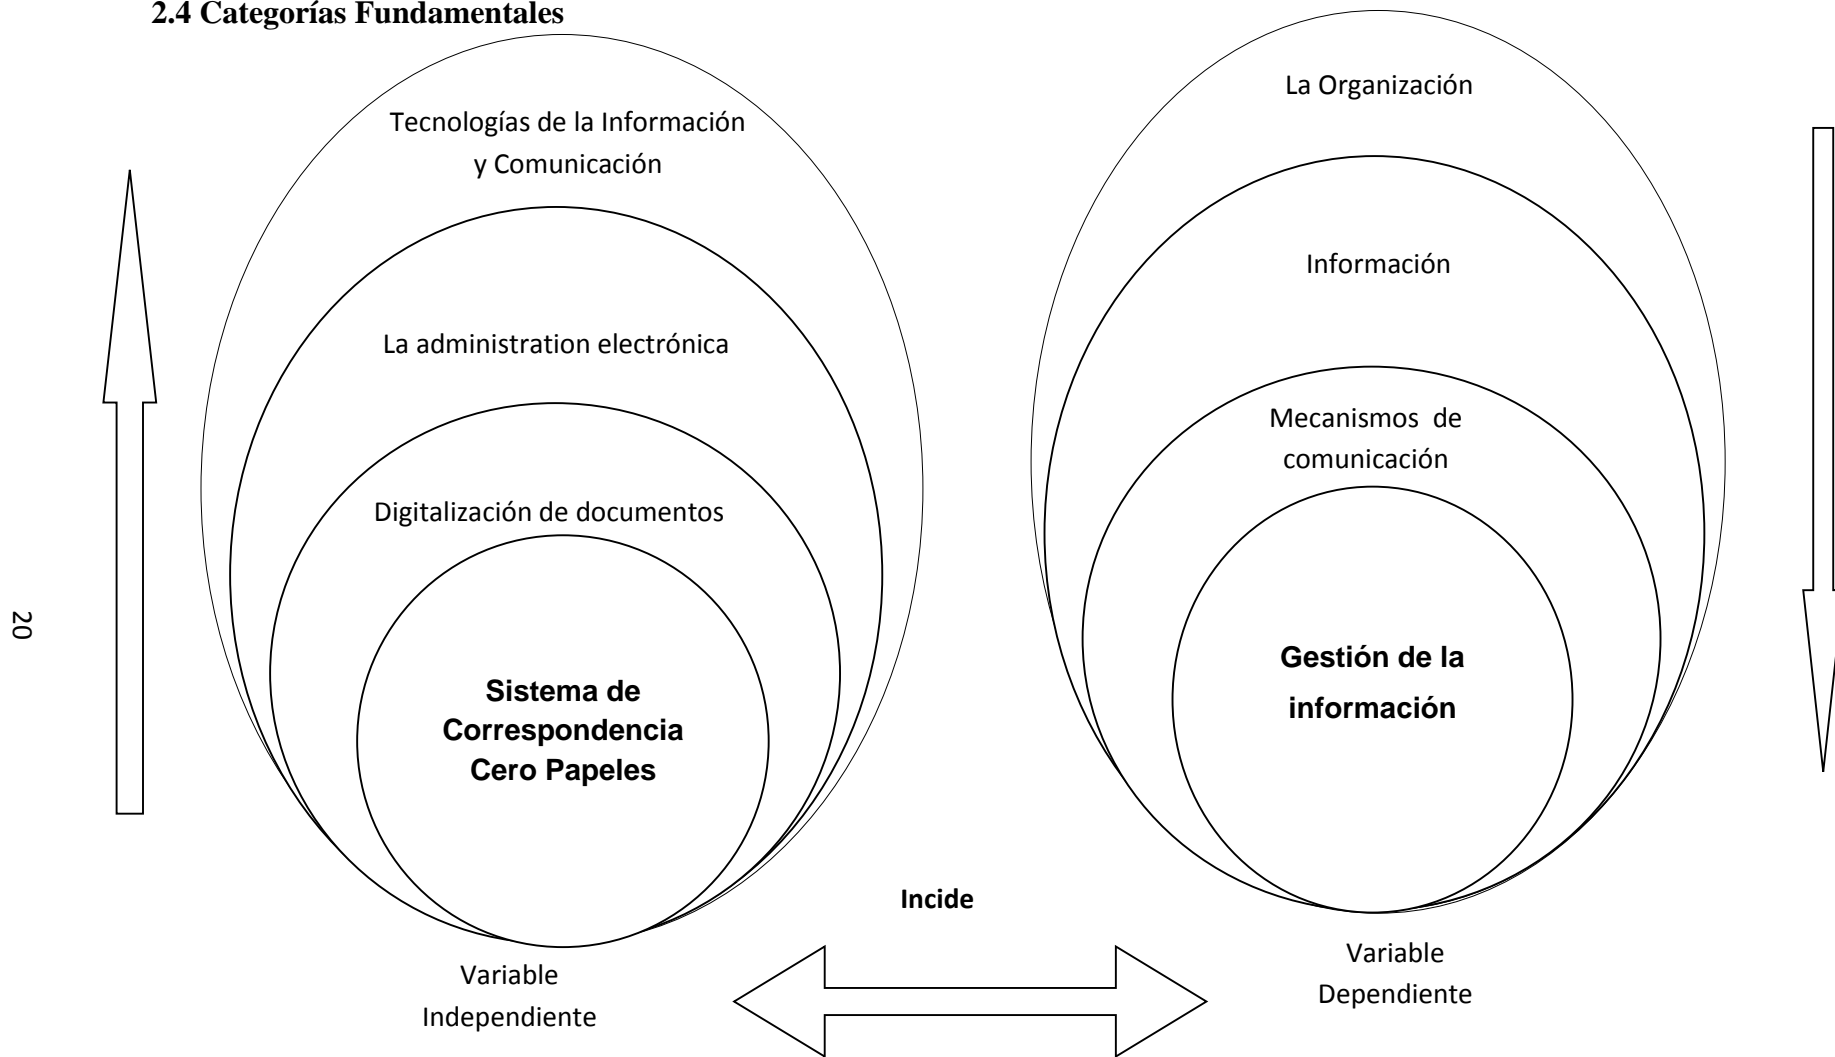 2.4 Categorías Fundamentales
Tecnologías de la Información
y Comunicación
La administration electrónica
Digitalización de documentos
Sistema de
Correspondencia
Cero Papeles
Variable
Independiente
Incide
La Organización
Información
Mecanismos de
comunicación
Gestión de la
información
Variable
Dependiente
20